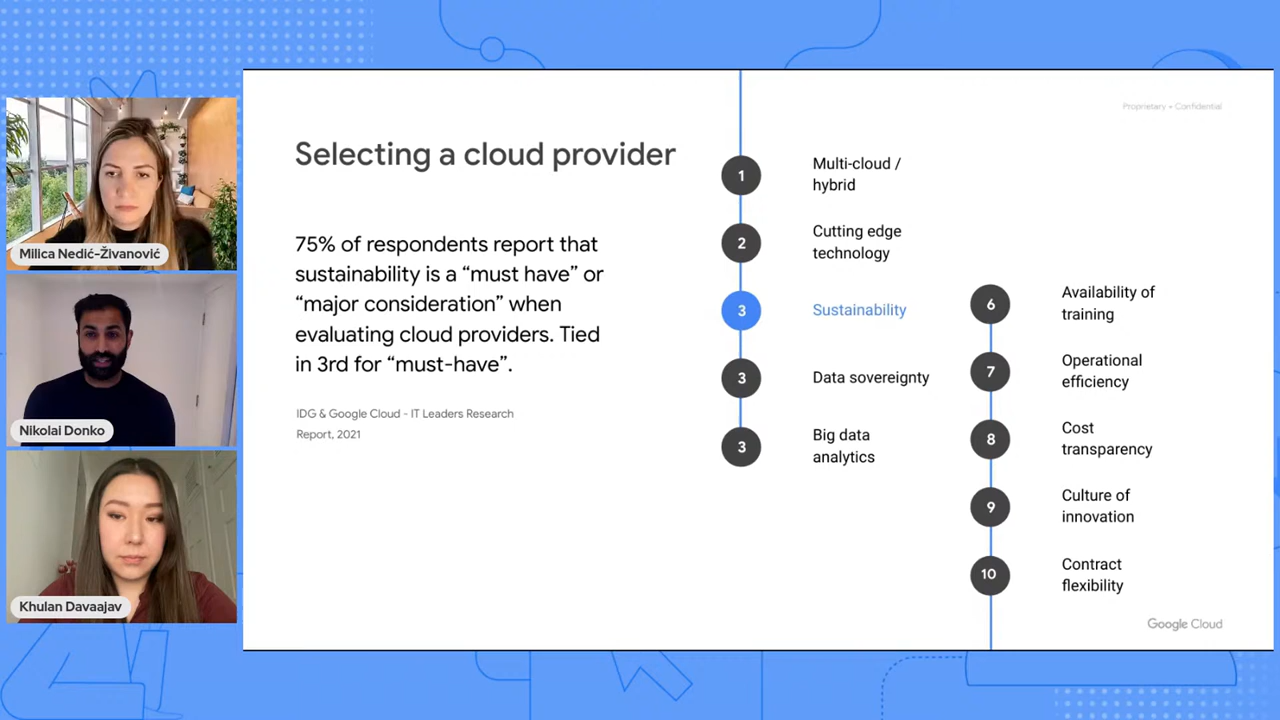 Milica Nedić-Živanović
Nikolai Donko
Khulan Davaajav
Proprietary + Confidential
Selecting a cloud provider
75% of respondents report that
sustainability is a “must have” or
“major consideration” when
evaluating cloud providers. Tied
in 3rd for “must-have”.
IDG & Google Cloud - IT Leaders Research
Report, 2021
1
Multi-cloud /
hybrid
2
Cutting edge
technology
3
Sustainability
3
Data sovereignty
3
Big data
analytics
6
Availability of
training
7
Operational
efficiency
8
Cost
transparency
9
Culture of
innovation
10
Contract
flexibility
Google Cloud